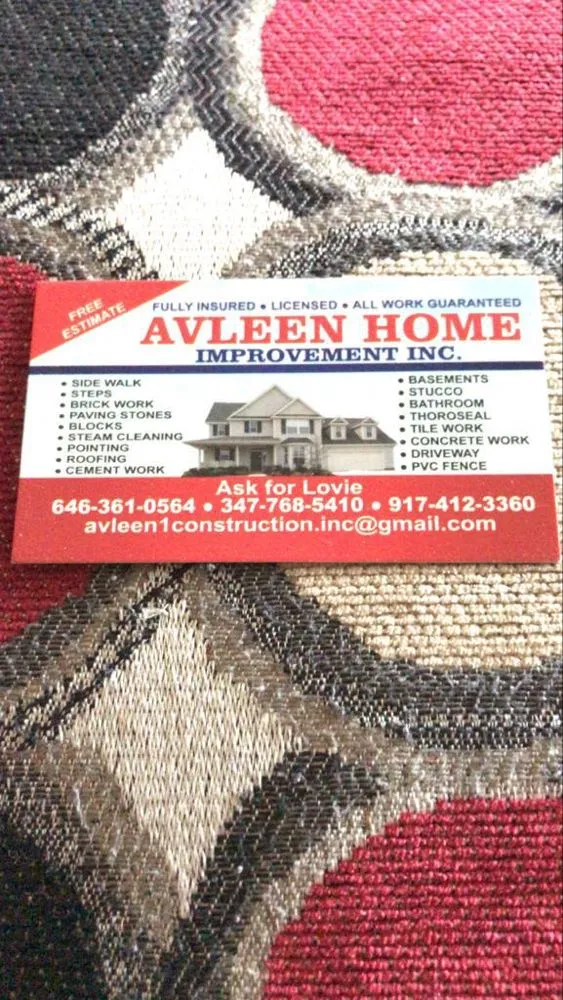 FREE
ESTIMATE
FULLY INSURED • LICENSED • ALL WORK GUARANTEED
AVLEEN HOME
IMPROVEMENT INC.
• SIDE WALK
• STEPS
• BRICK WORK
• PAVING STONES
• BLOCKS
• STEAM CLEANING
• POINTING
• ROOFING
• CEMENT WORK
• BASEMENTS
• STUCCO
• BATHROOM
• THOROSEAL
• TILE WORK
• CONCRETE WORK
• DRIVEWAY
• PVC FENCE
Ask for Lovie
646-361-0564 • 347-768-5410 • 917-412-3360
avleen1construction.inc@gmail.com